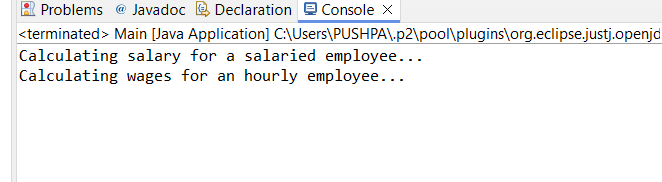 Problems @ Javadoc Declaration Console
<terminated> Main [Java Application] C:\Users\PUSHPA\.p2\pool\plugins\org.eclipse.justj.openjd
Calculating salary for a salaried employee...
Calculating wages for an hourly employee...